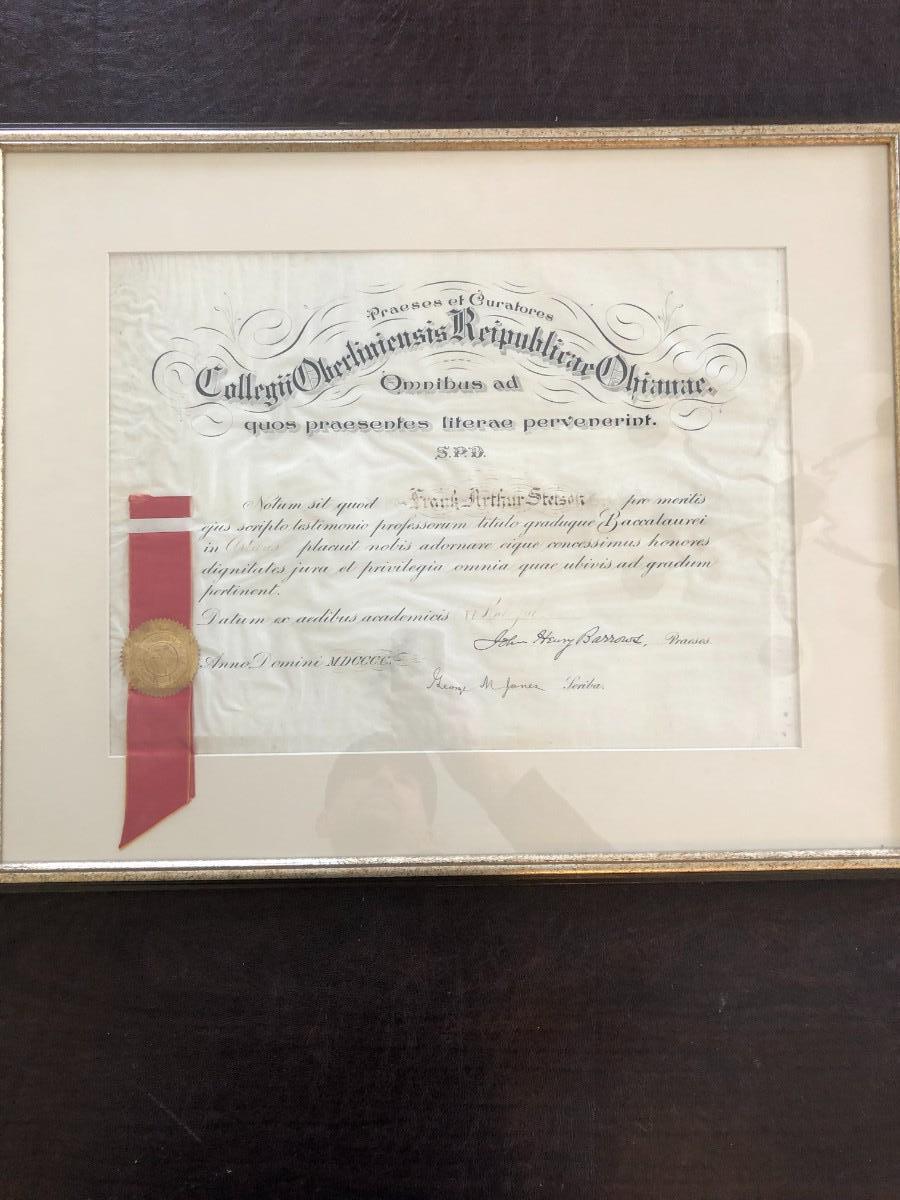 Praeses et Curatores
Collegii Oberliniensis Reipublicae Ohianae.
Omnibus ad
quos praesentes literae pervenerint.
S.P.D.
Notum sit quod Frank Arthur Stetson pro meritis
ejus scripto testimonio professorum titulo graduque Baccalaurei
in placuit nobis adornare eique concessimus honores
dignitates jura et privilegia omnia quae ubivis ad gradum
pertinent.
Datum ex aedibus academicis
John Henry Barrows, Praeses.
Anno Domini MDCCCC
George M Jones Scriba.